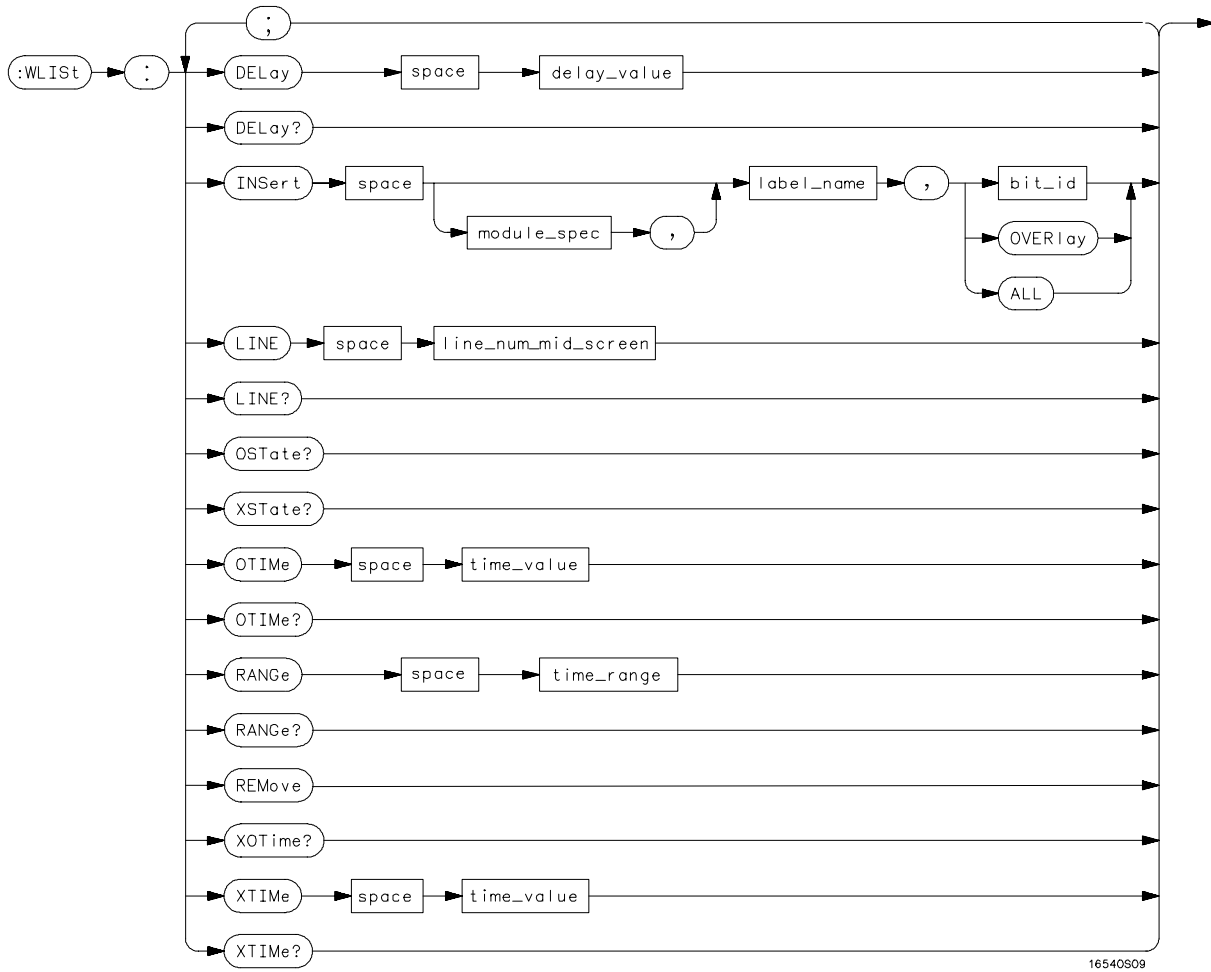 ;
:WLISt : DELay space delay_value
DELay?
INSert space label_name , bit_id
module_spec , OVERlay
ALL
LINE space line_num_mid_screen
LINE?
OSTate?
XSTate?
OTIMe space time_value
OTIMe?
RANGe space time_range
RANGe?
REMove
XOTime?
XTIMe space time_value
XTIMe?
16540S09